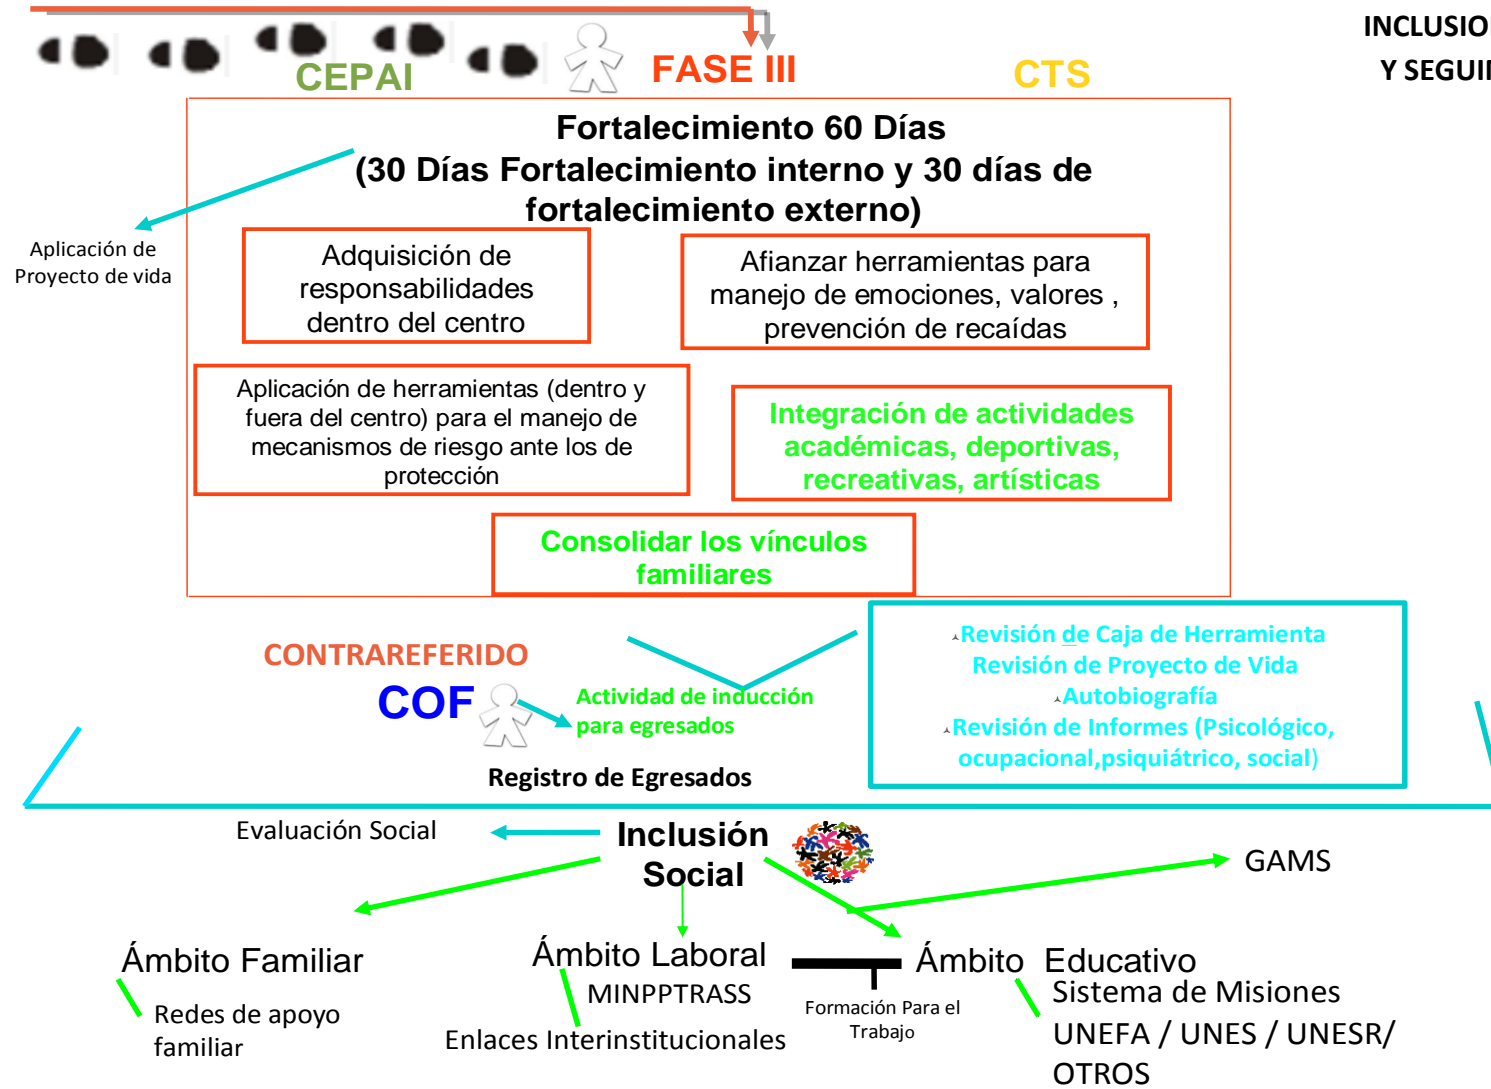 INCLUSIO
Y SEGUI
CEPAI
FASE III
CTS
Fortalecimiento 60 Días
(30 Días Fortalecimiento interno y 30 días de
fortalecimiento externo)
Aplicación de
Proyecto de vida
Adquisición de
responsabilidades
dentro del centro
Afianzar herramientas para
manejo de emociones, valores ,
prevención de recaídas
Aplicación de herramientas (dentro y
fuera del centro) para el manejo de
mecanismos de riesgo ante los de
protección
Integración de actividades
académicas, deportivas,
recreativas, artísticas
Consolidar los vínculos
familiares
CONTRAREFERIDO
COF
Actividad de inducción
para egresados
Registro de Egresados
Revisión de Caja de Herramienta
Revisión de Proyecto de Vida
Autobiografía
Revisión de Informes (Psicológico,
ocupacional,psiquiátrico, social)
Evaluación Social
Inclusión
Social
GAMS
Ámbito Familiar
Redes de apoyo
familiar
Ámbito Laboral
MINPPTRASS
Enlaces Interinstitucionales
Formación Para el
Trabajo
Ámbito Educativo
Sistema de Misiones
UNEFA / UNES / UNESR/
OTROS